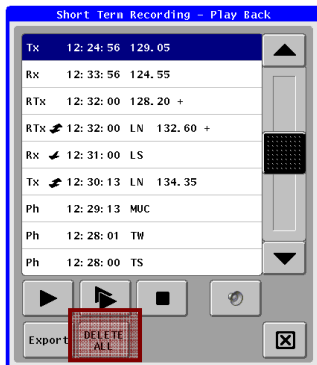 Short Term Recording - Play Back
Tx 12:24:56 129.05
Rx 12:33:56 124.55
RTx 12:32:00 128.20 +
RTx 12:32:00 LN 132.60 +
Rx 12:31:00 LS
Tx 12:30:13 LN 134.35
Ph 12:29:13 MUC
Ph 12:28:01 TW
Ph 12:28:00 TS
Export
DELETE
ALL